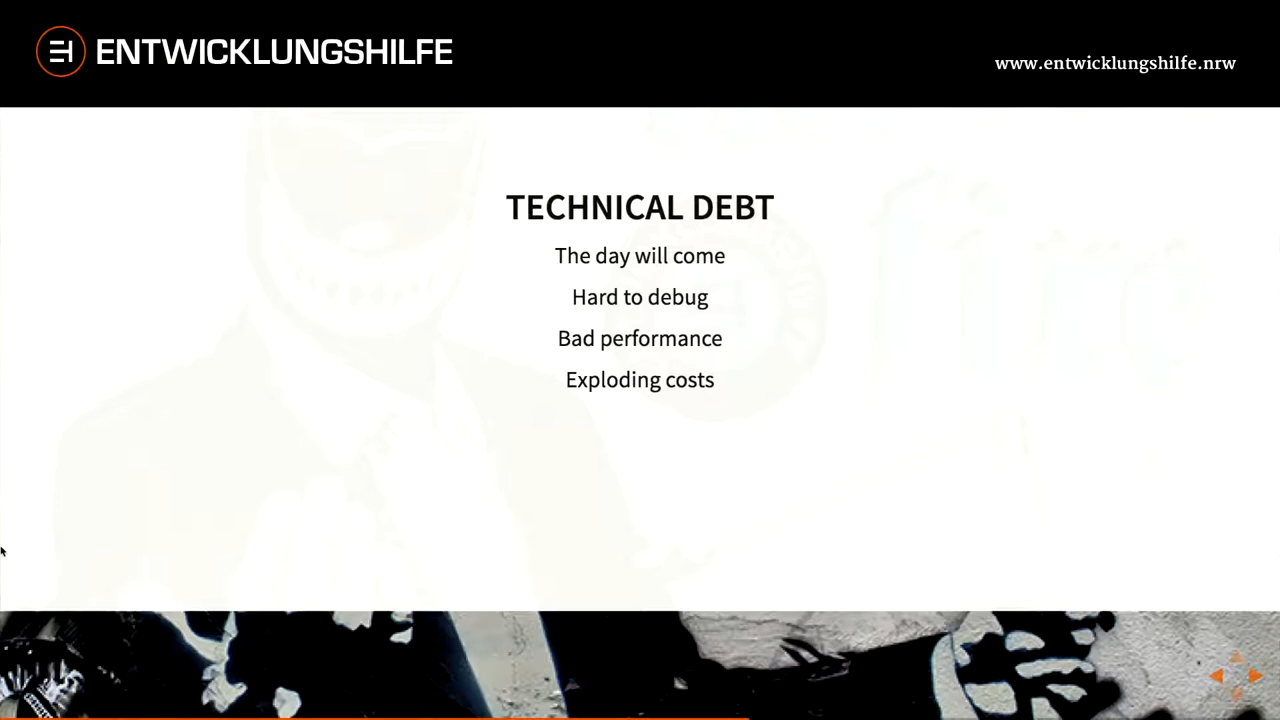 ENTWICKLUNGSHILFE
www.entwicklungshilfe.nrw
TECHNICAL DEBT
The day will come
Hard to debug
Bad performance
Exploding costs